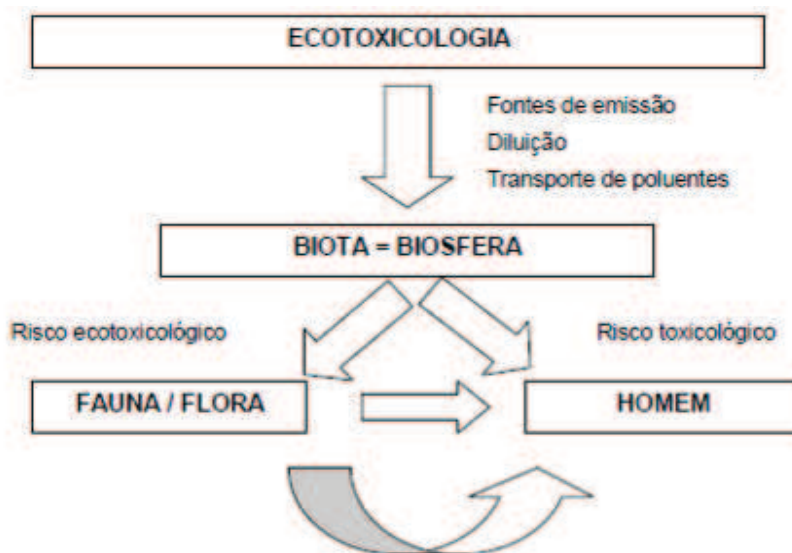 ECOTOXICOLOGIA
Fontes de emissão
Diluição
Transporte de poluentes
BIOTA = BIOSFERA
Risco ecotoxicológico
Risco toxicológico
FAUNA / FLORA
HOMEM